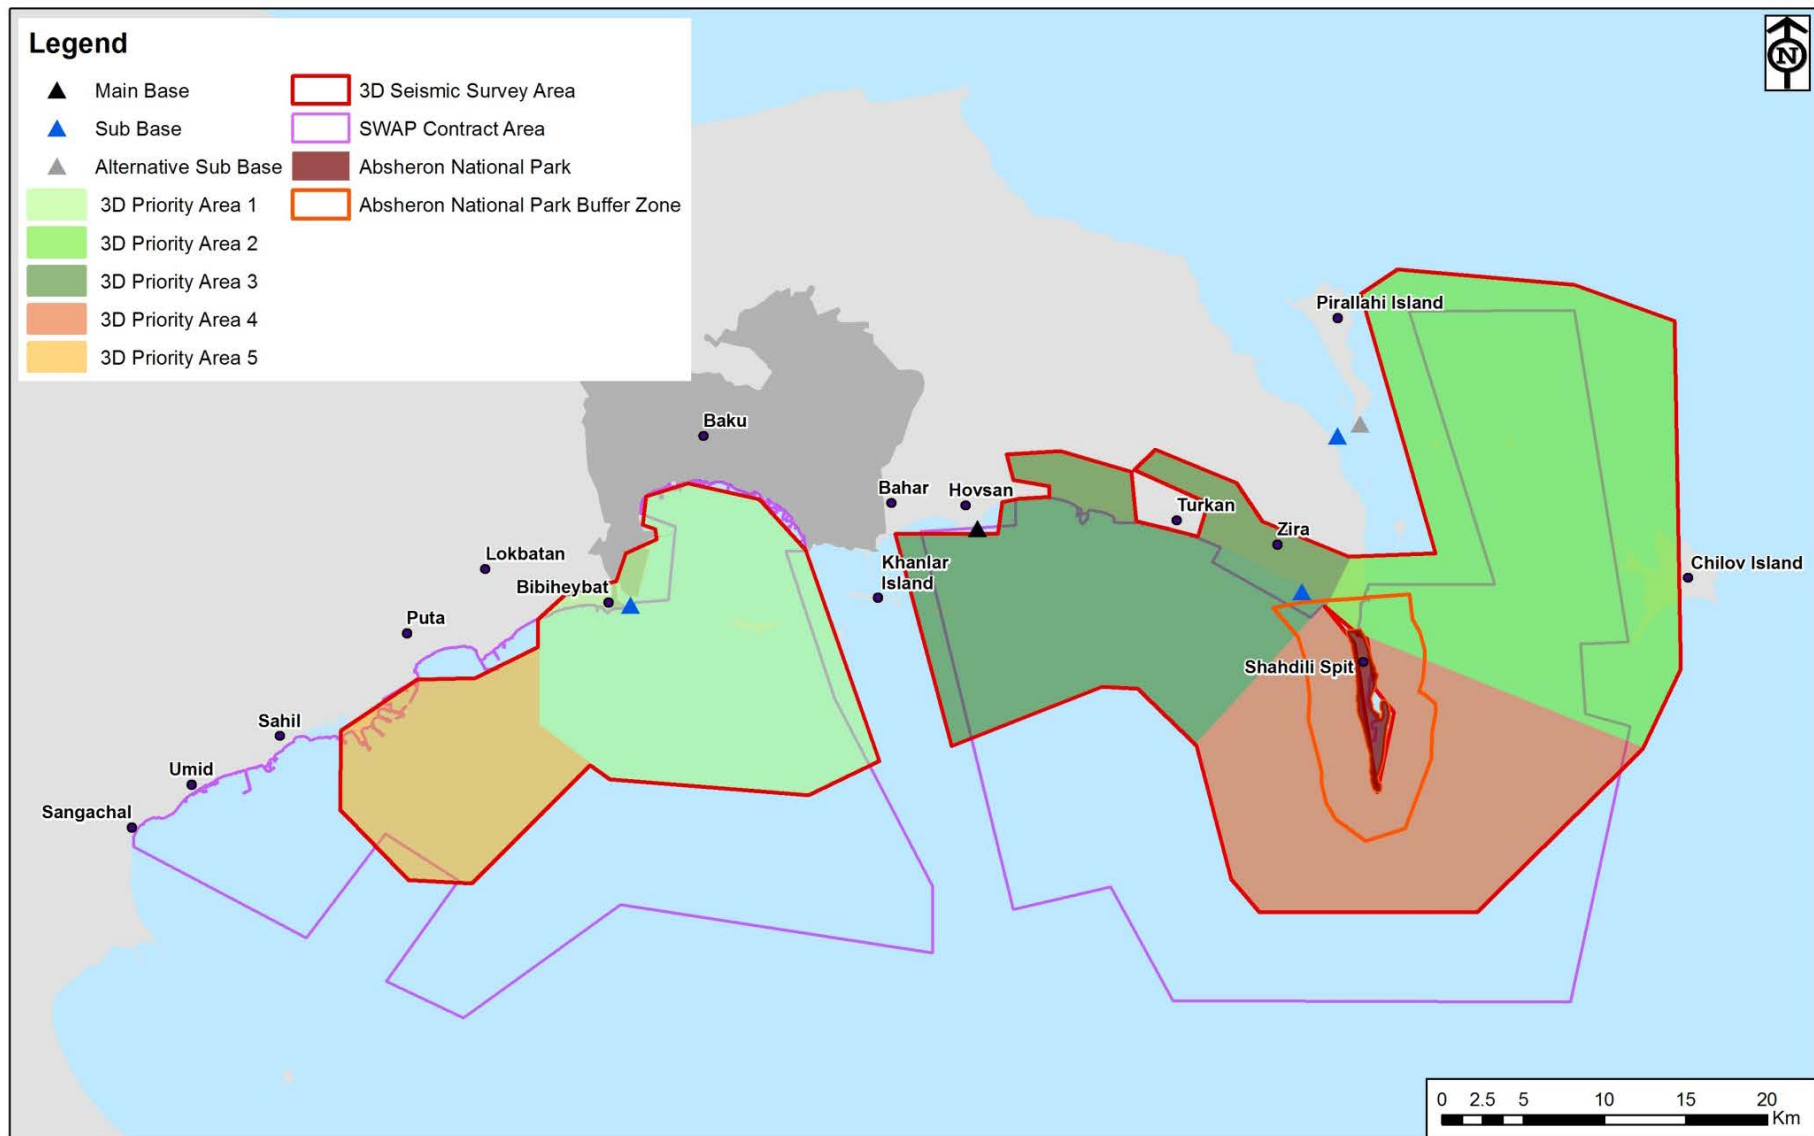 Legend
Main Base
Sub Base
Alternative Sub Base
3D Priority Area 1
3D Priority Area 2
3D Priority Area 3
3D Priority Area 4
3D Priority Area 5
3D Seismic Survey Area
SWAP Contract Area
Absheron National Park
Absheron National Park Buffer Zone
N
Pirallahi Island
Baku
Bahar
Hovsan
Turkan
Zira
Lokbatan
Bibiheybat
Khanlar
Island
Chilov Island
Puta
Shahdili Spit
Sahil
Umid
Sangachal
0 2.5 5 10 15 20
Km